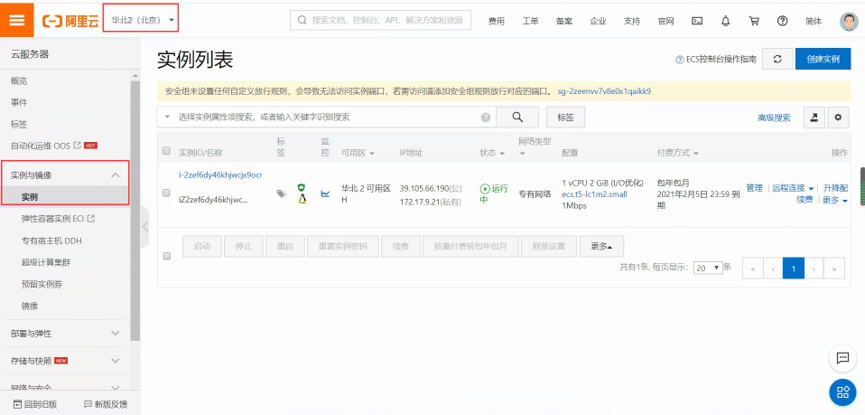 阿里云
华北2（北京）
搜索文档、控制台、API、解决方案和资源
费用 工单 备案 企业 支持 官网 简体
云服务器
概览
事件
标签
自动化运维 OOS HOT
实例与镜像
实例
弹性容器实例 ECI
专有宿主机 DDH
超级计算集群
预留实例券
镜像
部署与弹性
存储与快照 NEW
网络与安全
回到旧版 新版反馈
实例列表
ECS控制台操作指南 创建实例
安全组未设置任何自定义放行规则，会导致无法访问实例端口，若需访问请添加安全组规则放行对应的端口。 sg-2zeenvv7v8e0x1qaikk9
选择实例属性项搜索，或者输入关键字识别搜索 标签 高级搜索
实例ID/名称 标签 监控 可用区 IP地址 状态 网络类型 配置 付费方式 操作
i-2zef6dy46khjwcjx9ocr
iZ2zef6dy46khjwc...
华北 2 可用区 H
39.105.66.190(公)
172.17.9.21(私有)
运行中
专有网络
1 vCPU 2 GiB (I/O优化)
ecs.t5-lc1m2.small
1Mbps
包年包月
2021年2月5日 23:59 到期
管理 远程连接 升降配
续费 更多
启动 停止 重启 重置实例密码 续费 按量付费转包年包月 释放设置 更多
共有1条, 每页显示: 20 条 « ‹ 1 › »